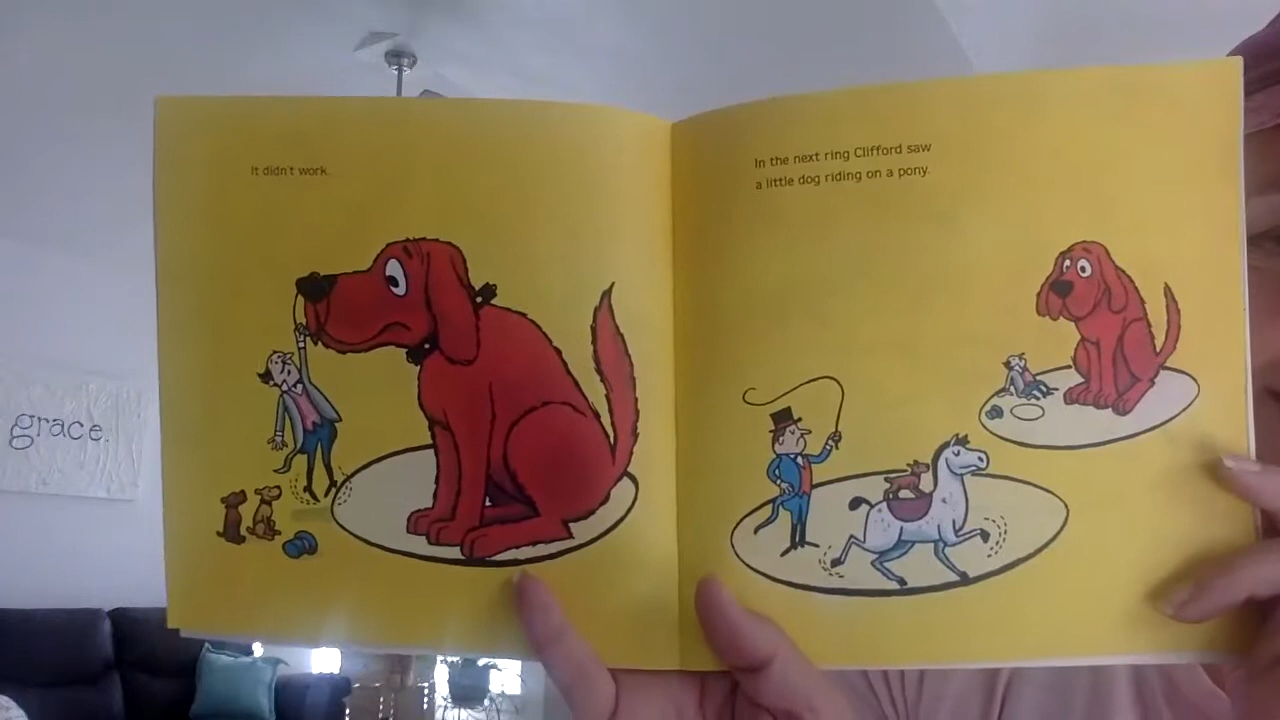 grace.
It didn't work.
In the next ring Clifford saw
a little dog riding on a pony.